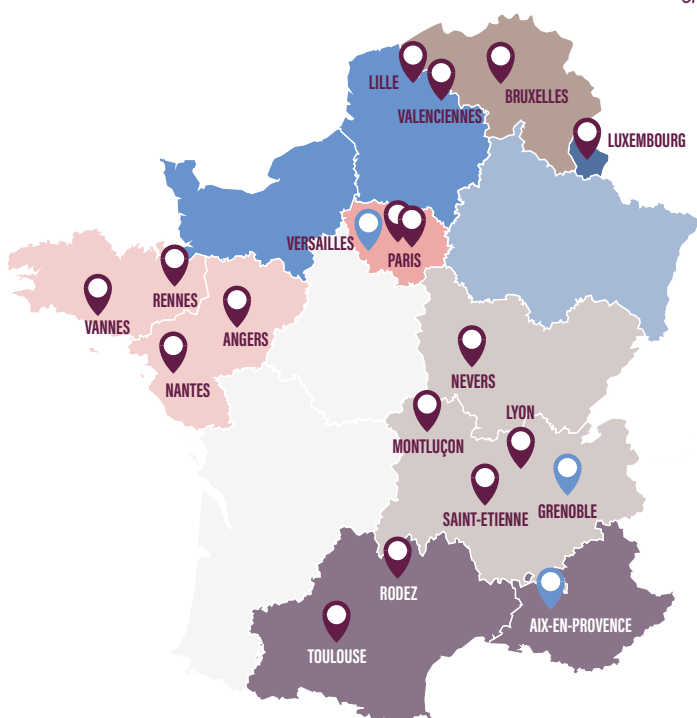 LILLE
VALENCIENNES
BRUXELLES
LUXEMBOURG
VERSAILLES
PARIS
RENNES
VANNES
ANGERS
NANTES
NEVERS
LYON
MONTLUÇON
SAINT-ETIENNE
GRENOBLE
RODEZ
AIX-EN-PROVENCE
TOULOUSE